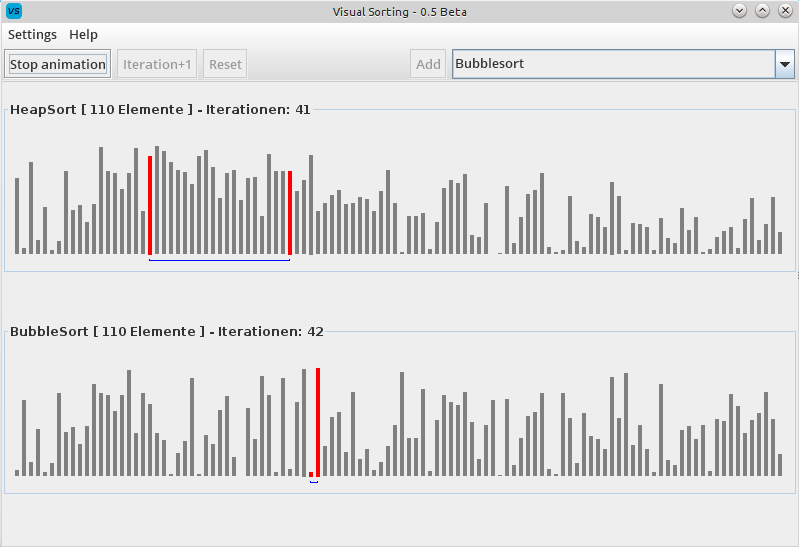 VS Visual Sorting - 0.5 Beta
Settings Help
Stop animation Iteration+1 Reset Add Bubblesort
HeapSort [ 110 Elemente ] - Iterationen: 41
BubbleSort [ 110 Elemente ] - Iterationen: 42